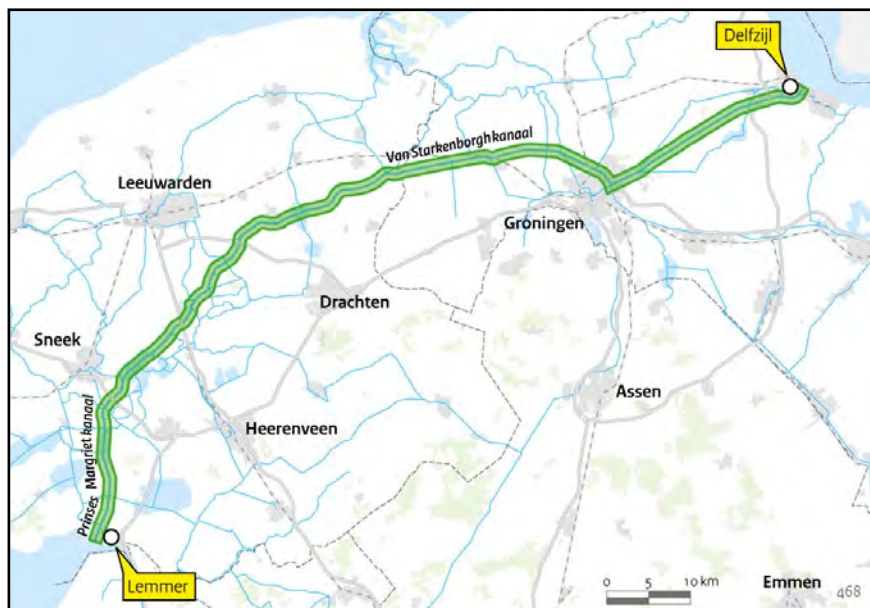 Delfzijl
Van Starkenborghkanaal
Leeuwarden
Groningen
Drachten
Sneek
Assen
Prinses Margriet kanaal
Heerenveen
Lemmer
0 5 10 km
Emmen
468